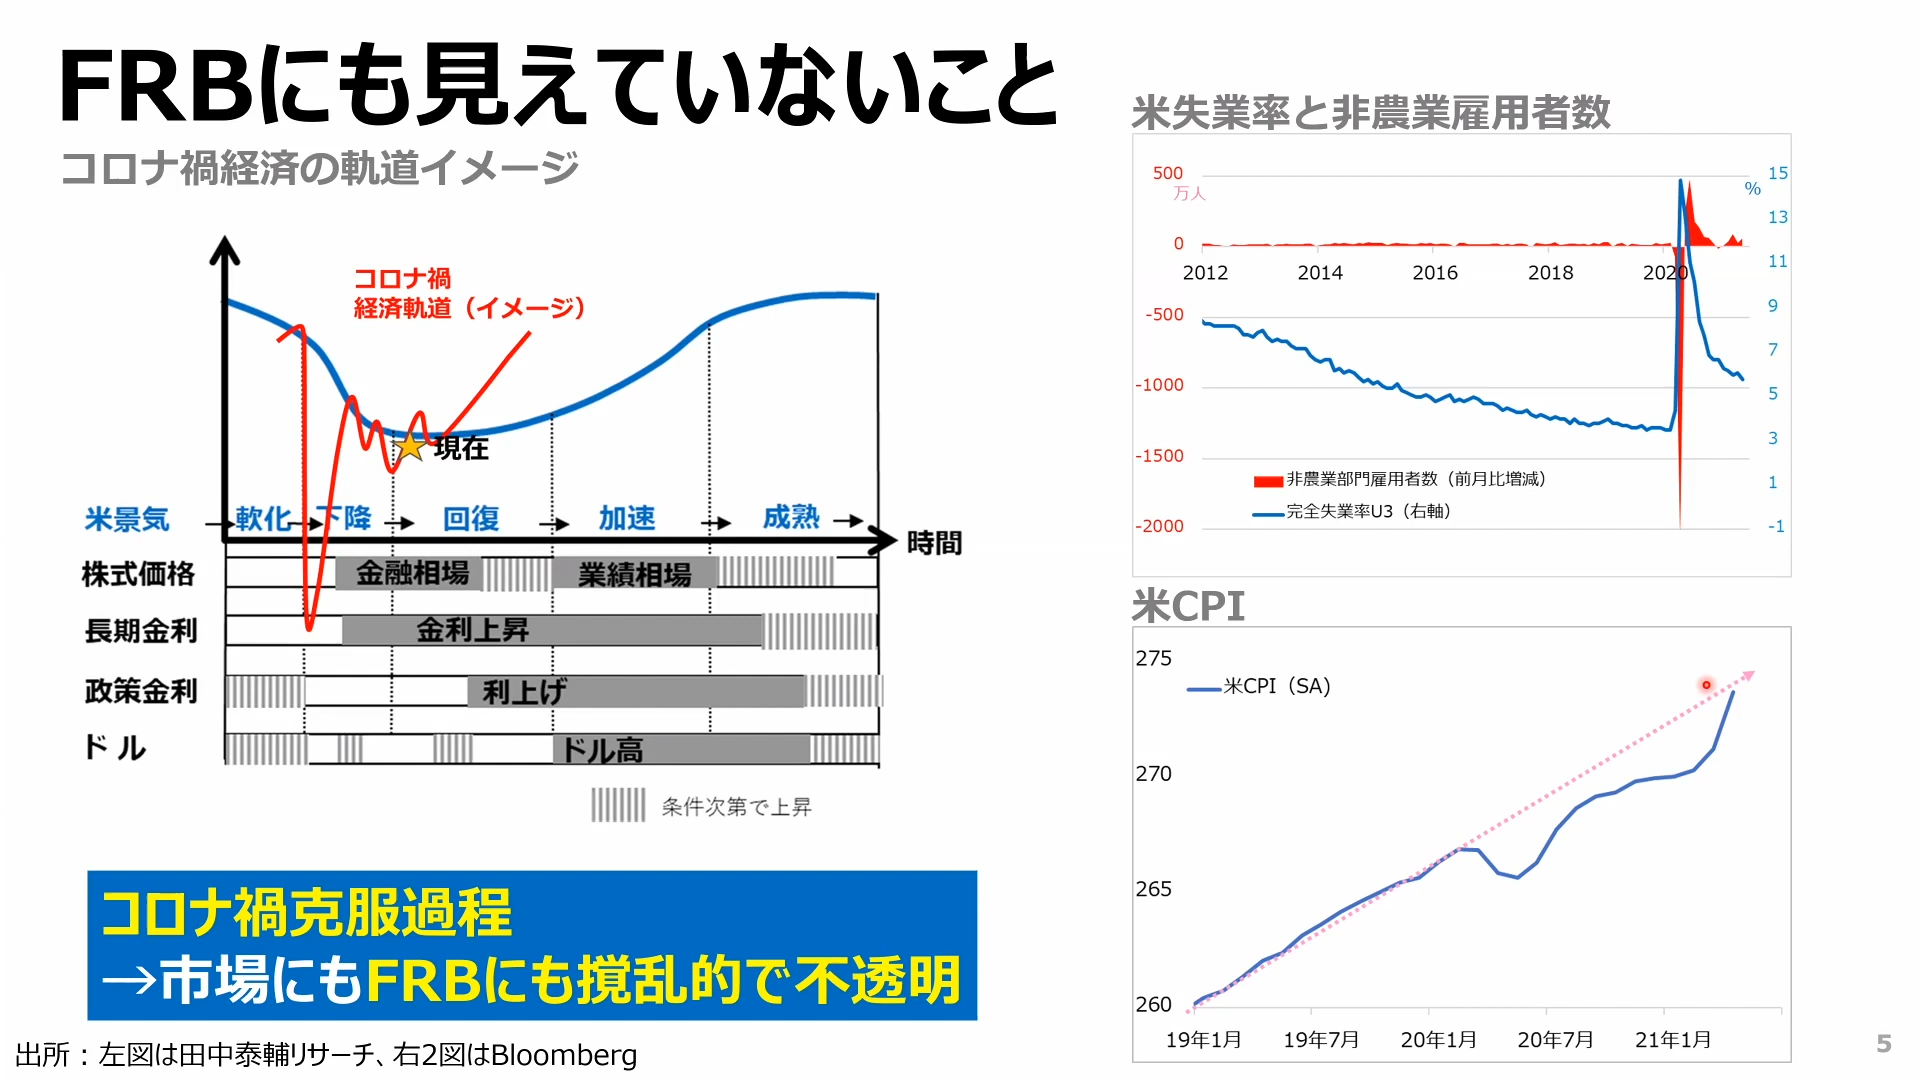 FRBにも見えていないこと
コロナ禍経済の軌道イメージ
コロナ禍
経済軌道（イメージ）
現在
米景気
軟化
下降
回復
加速
成熟
時間
株式価格
金融相場
業績相場
長期金利
金利上昇
政策金利
利上げ
ドル
ドル高
条件次第で上昇
コロナ禍克服過程
→市場にもFRBにも撹乱的で不透明
出所：左図は田中泰輔リサーチ、右2図はBloomberg
米失業率と非農業雇用者数
500
万人
0
-500
-1000
-1500
-2000
%
15
13
11
9
7
5
3
1
-1
2012
2014
2016
2018
2020
非農業部門雇用者数（前月比増減）
完全失業率U3（右軸）
米CPI
275
270
265
260
米CPI（SA）
19年1月
19年7月
20年1月
20年7月
21年1月
5